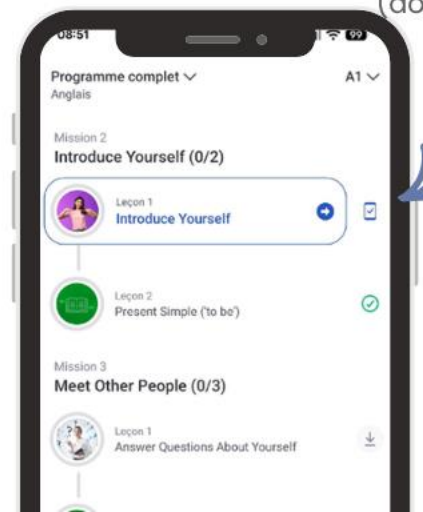 (do
08:51
99
Programme complet
A1
Anglais
Mission 2
Introduce Yourself (0/2)
Leçon 1
Introduce Yourself
Leçon 2
Present Simple ('to be')
Mission 3
Meet Other People (0/3)
Leçon 1
Answer Questions About Yourself